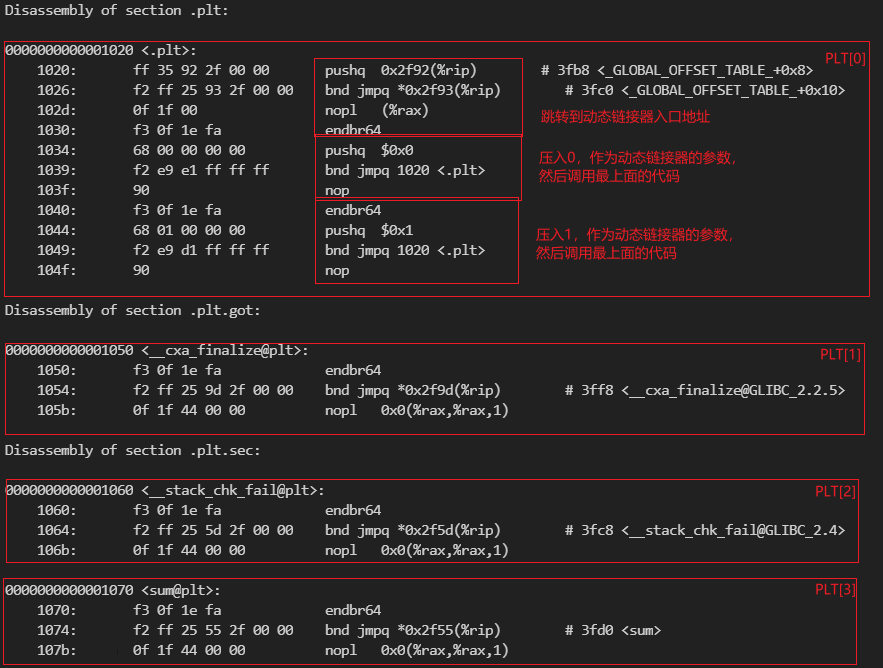 Disassembly of section .plt:
0000000000001020 <.plt>:
PLT[0]
1020: ff 35 92 2f 00 00 pushq 0x2f92(%rip) # 3fb8 <_GLOBAL_OFFSET_TABLE_+0x8>
1026: f2 ff 25 93 2f 00 00 bnd jmpq *0x2f93(%rip) # 3fc0 <_GLOBAL_OFFSET_TABLE_+0x10>
102d: 0f 1f 00 nopl (%rax)
跳转到动态链接器入口地址
1030: f3 0f 1e fa endbr64
1034: 68 00 00 00 00 pushq $0x0
压入0，作为动态链接器的参数，
1039: f2 e9 e1 ff ff ff bnd jmpq 1020 <.plt>
然后调用最上面的代码
103f: 90 nop
1040: f3 0f 1e fa endbr64
1044: 68 01 00 00 00 pushq $0x1
压入1，作为动态链接器的参数，
1049: f2 e9 d1 ff ff ff bnd jmpq 1020 <.plt>
然后调用最上面的代码
104f: 90 nop
Disassembly of section .plt.got:
0000000000001050 <__cxa_finalize@plt>:
PLT[1]
1050: f3 0f 1e fa endbr64
1054: f2 ff 25 9d 2f 00 00 bnd jmpq *0x2f9d(%rip) # 3ff8 <__cxa_finalize@GLIBC_2.2.5>
105b: 0f 1f 44 00 00 nopl 0x0(%rax,%rax,1)
Disassembly of section .plt.sec:
0000000000001060 <__stack_chk_fail@plt>:
PLT[2]
1060: f3 0f 1e fa endbr64
1064: f2 ff 25 5d 2f 00 00 bnd jmpq *0x2f5d(%rip) # 3fc8 <__stack_chk_fail@GLIBC_2.4>
106b: 0f 1f 44 00 00 nopl 0x0(%rax,%rax,1)
0000000000001070 <sum@plt>:
PLT[3]
1070: f3 0f 1e fa endbr64
1074: f2 ff 25 55 2f 00 00 bnd jmpq *0x2f55(%rip) # 3fd0 <sum>
107b: 0f 1f 44 00 00 nopl 0x0(%rax,%rax,1)